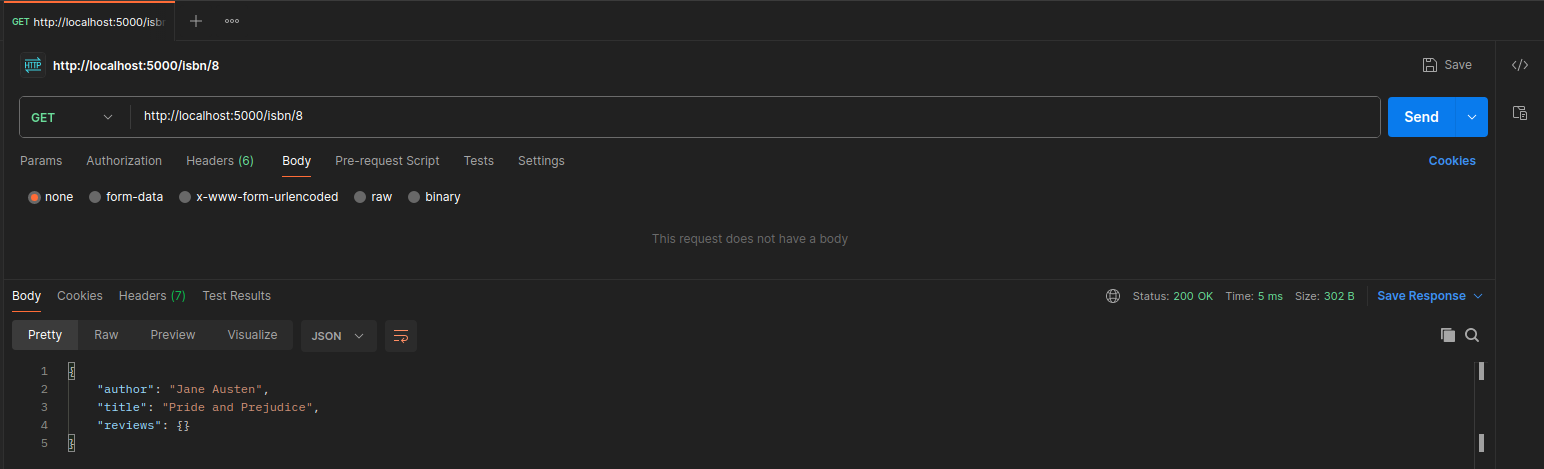 GET http://localhost:5000/isb
HTTP http://localhost:5000/isbn/8
Save
GET http://localhost:5000/isbn/8 Send
Params Authorization Headers (6) Body Pre-request Script Tests Settings Cookies
none form-data x-www-form-urlencoded raw binary
This request does not have a body
Body Cookies Headers (7) Test Results Status: 200 OK Time: 5 ms Size: 302 B Save Response
Pretty Raw Preview Visualize JSON
1 {
2 "author": "Jane Austen",
3 "title": "Pride and Prejudice",
4 "reviews": {}
5 }